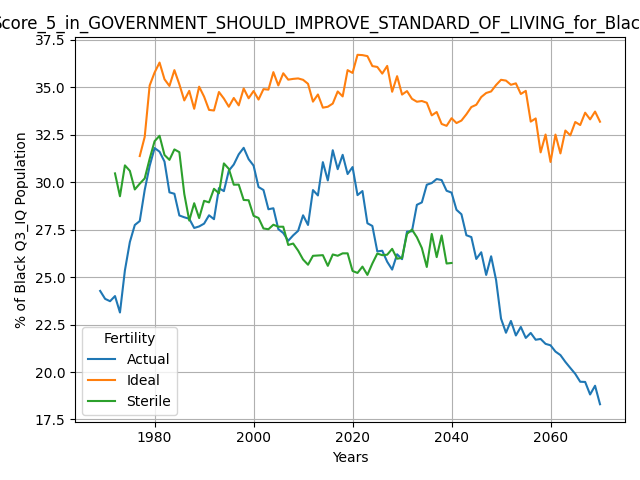 Score_5_in_GOVERNMENT_SHOULD_IMPROVE_STANDARD_OF_LIVING_for_Blac
37.5
35.0
32.5
30.0
27.5
25.0
22.5
20.0
17.5
% of Black Q3_IQ Population
Fertility
Actual
Ideal
Sterile
1980 2000 2020 2040 2060
Years